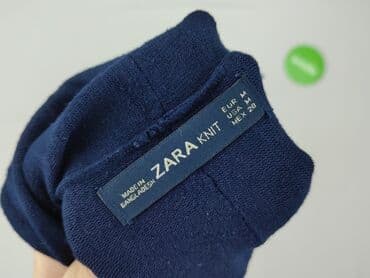 MADE IN
BANGLADESH
ZARA KNIT
EUR M
USA M
MEX 28